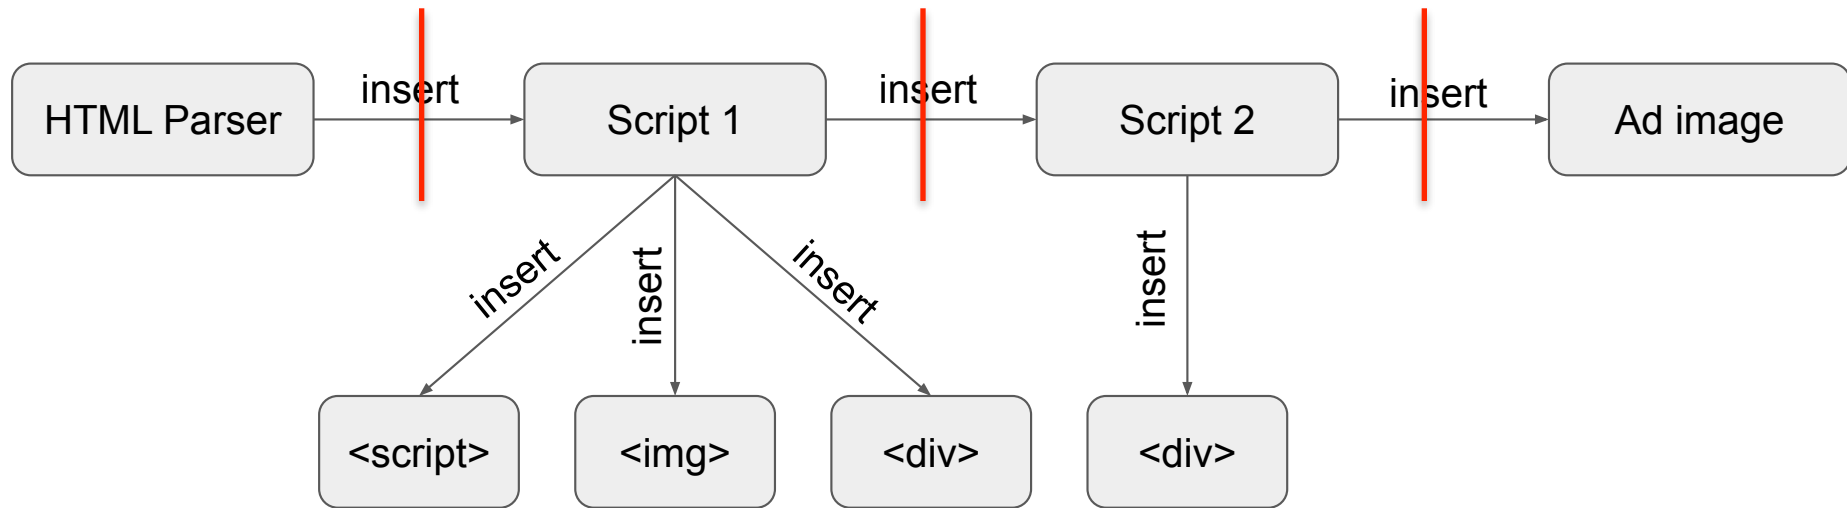 insert
insert
insert
HTML Parser
Script 1
Script 2
Ad image
insert
insert
insert
insert
<script>
<img>
<div>
<div>